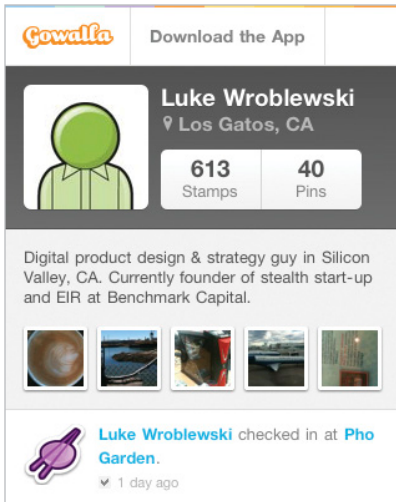 Gowalla
Download the App
Luke Wroblewski
Los Gatos, CA
613
Stamps
40
Pins
Digital product design & strategy guy in Silicon
Valley, CA. Currently founder of stealth start-up
and EIR at Benchmark Capital.
Luke Wroblewski checked in at Pho
Garden.
1 day ago